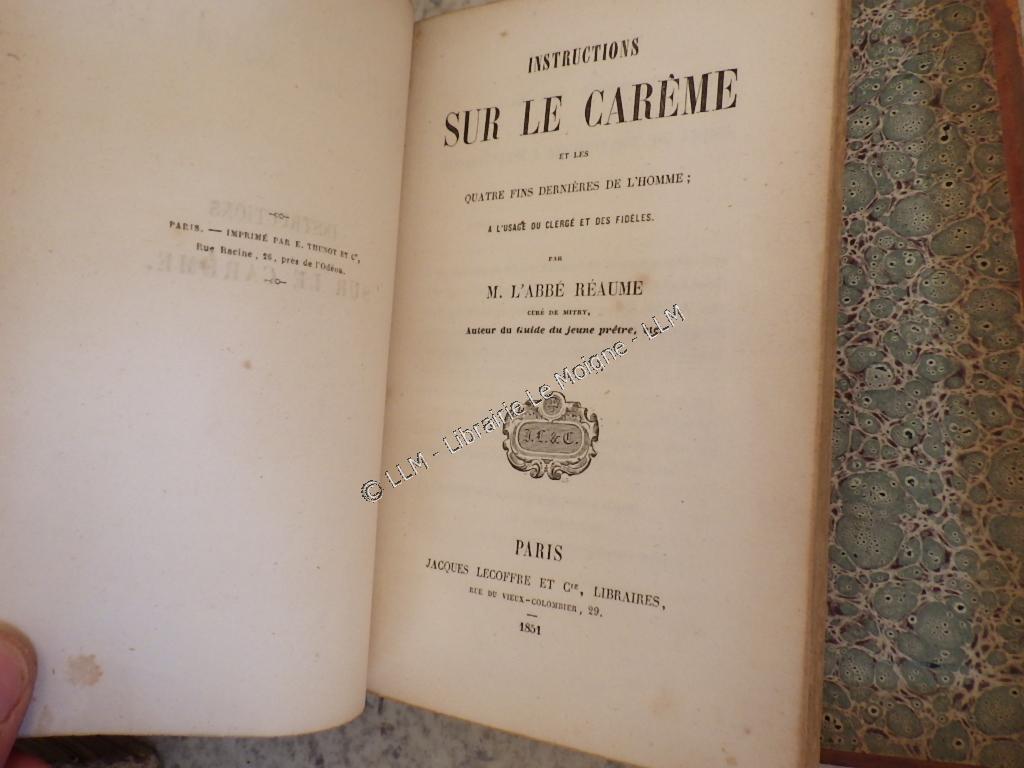 PARIS. — IMPRIMÉ PAR E. THUNOT ET Cie,
Rue Racine, 26, près de l'Odéon.
INSTRUCTIONS
SUR LE CARÊME
ET LES
QUATRE FINS DERNIÈRES DE L'HOMME;
A L'USAGE DU CLERGÉ ET DES FIDÈLES.
PAR
M. L'ABBÉ RÉAUME
CURÉ DE MITRY,
Auteur du Guide du jeune prêtre, etc.
© LLM - Librairie Le Moigne - LLM
J. L. & C.
PARIS
JACQUES LECOFFRE ET Cie, LIBRAIRES,
RUE DU VIEUX-COLOMBIER, 29.
1851